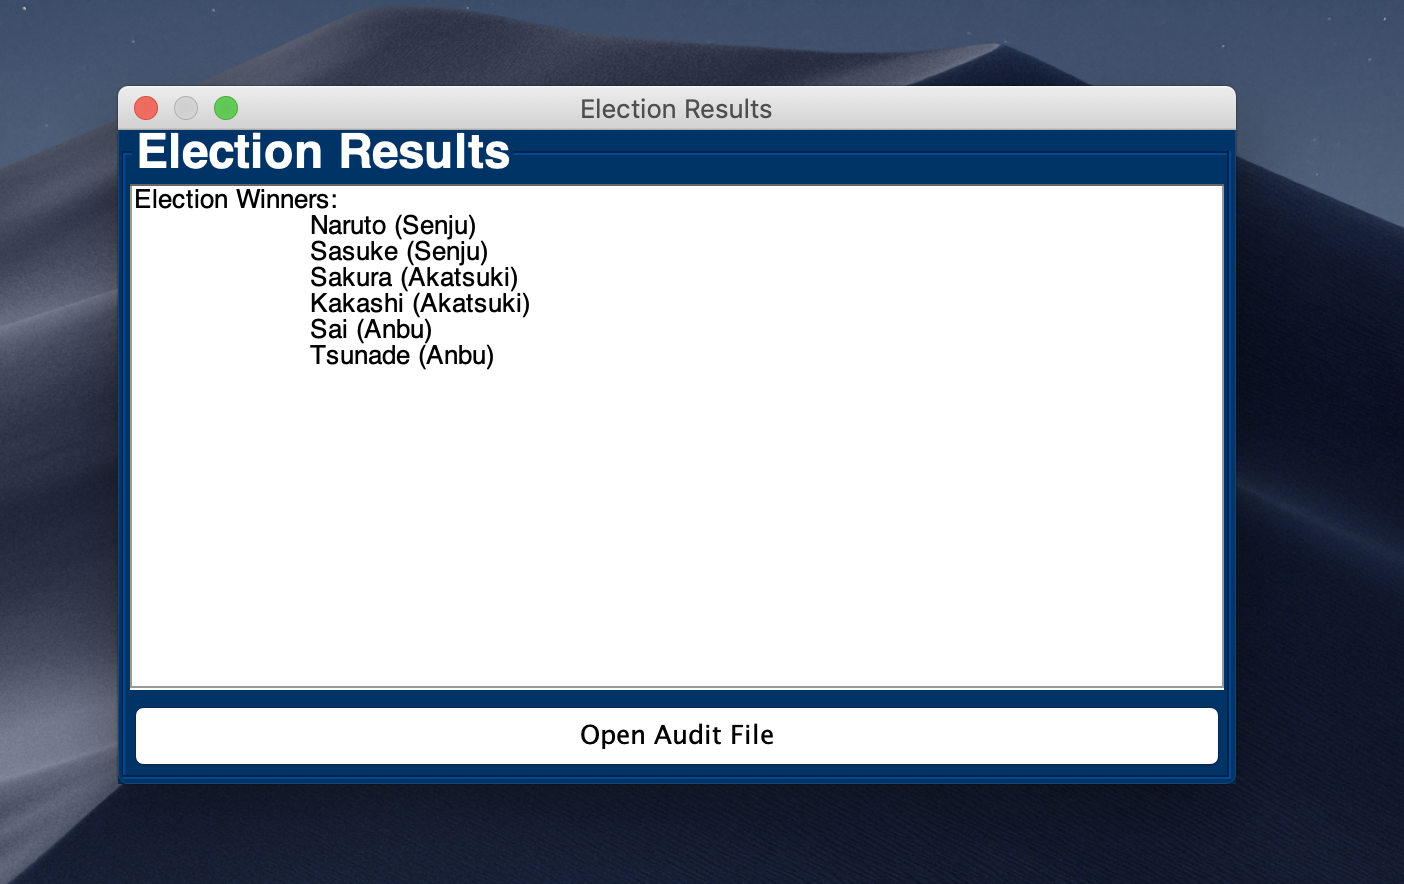 Election Results
Election Results
Election Winners:
Naruto (Senju)
Sasuke (Senju)
Sakura (Akatsuki)
Kakashi (Akatsuki)
Sai (Anbu)
Tsunade (Anbu)
Open Audit File